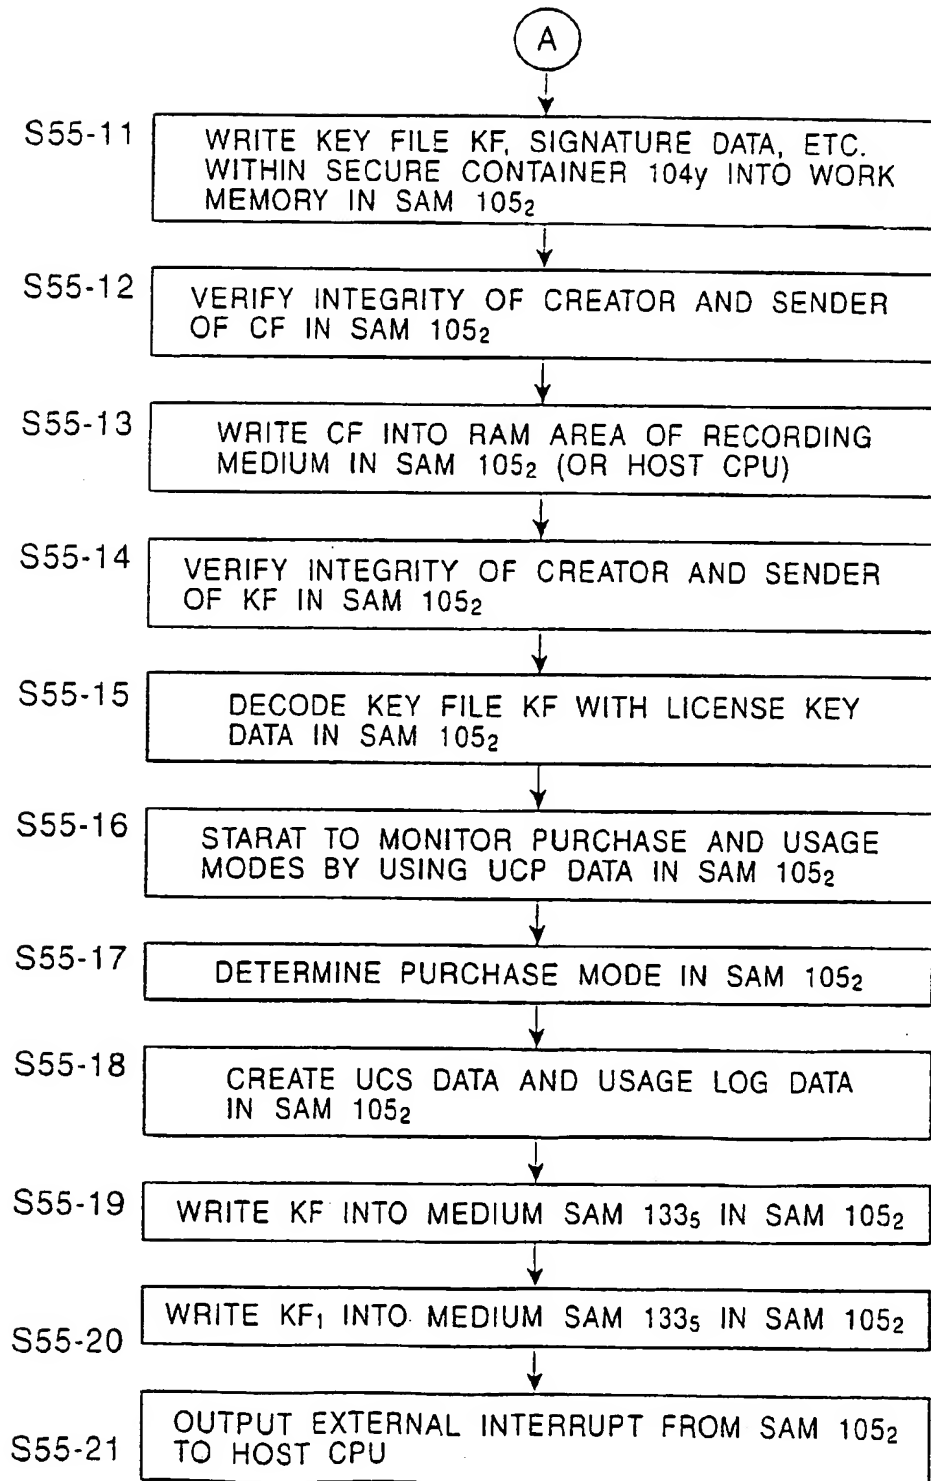 A
S55-11
WRITE KEY FILE KF, SIGNATURE DATA, ETC.
WITHIN SECURE CONTAINER 104y INTO WORK
MEMORY IN SAM 105₂
S55-12
VERIFY INTEGRITY OF CREATOR AND SENDER
OF CF IN SAM 105₂
S55-13
WRITE CF INTO RAM AREA OF RECORDING
MEDIUM IN SAM 105₂ (OR HOST CPU)
S55-14
VERIFY INTEGRITY OF CREATOR AND SENDER
OF KF IN SAM 105₂
S55-15
DECODE KEY FILE KF WITH LICENSE KEY
DATA IN SAM 105₂
S55-16
STARAT TO MONITOR PURCHASE AND USAGE
MODES BY USING UCP DATA IN SAM 105₂
S55-17
DETERMINE PURCHASE MODE IN SAM 105₂
S55-18
CREATE UCS DATA AND USAGE LOG DATA
IN SAM 105₂
S55-19
WRITE KF INTO MEDIUM SAM 133₅ IN SAM 105₂
S55-20
WRITE KF₁ INTO MEDIUM SAM 133₅ IN SAM 105₂
S55-21
OUTPUT EXTERNAL INTERRUPT FROM SAM 105₂
TO HOST CPU